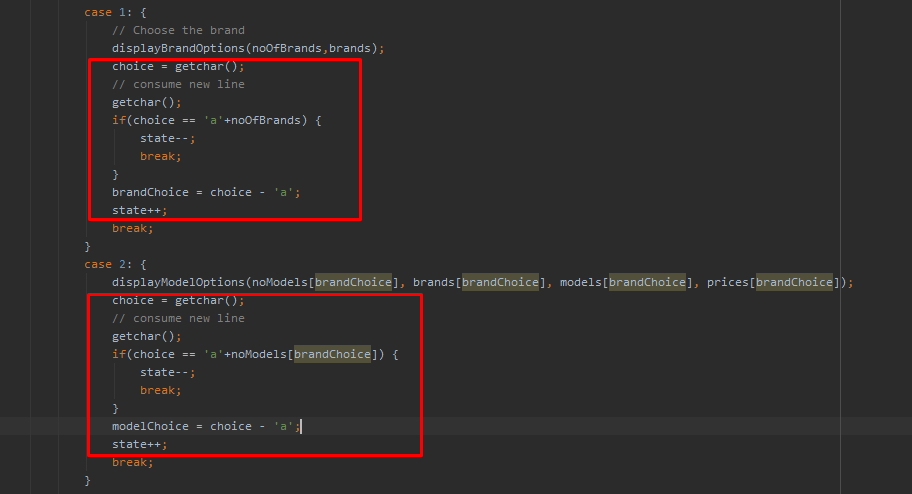 case 1: {
// Choose the brand
displayBrandOptions(noOfBrands,brands);
choice = getchar();
// consume new line
getchar();
if(choice == 'a'+noOfBrands) {
state--;
break;
}
brandChoice = choice - 'a';
state++;
break;
}
case 2: {
displayModelOptions(noModels[brandChoice], brands[brandChoice], models[brandChoice], prices[brandChoice]);
choice = getchar();
// consume new line
getchar();
if(choice == 'a'+noModels[brandChoice]) {
state--;
break;
}
modelChoice = choice - 'a';
state++;
break;
}